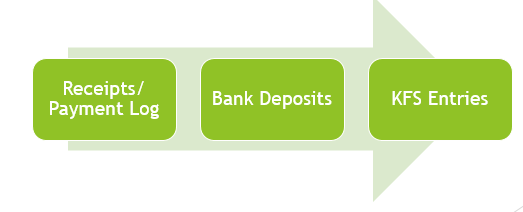 Receipts/
Payment Log
Bank Deposits
KFS Entries